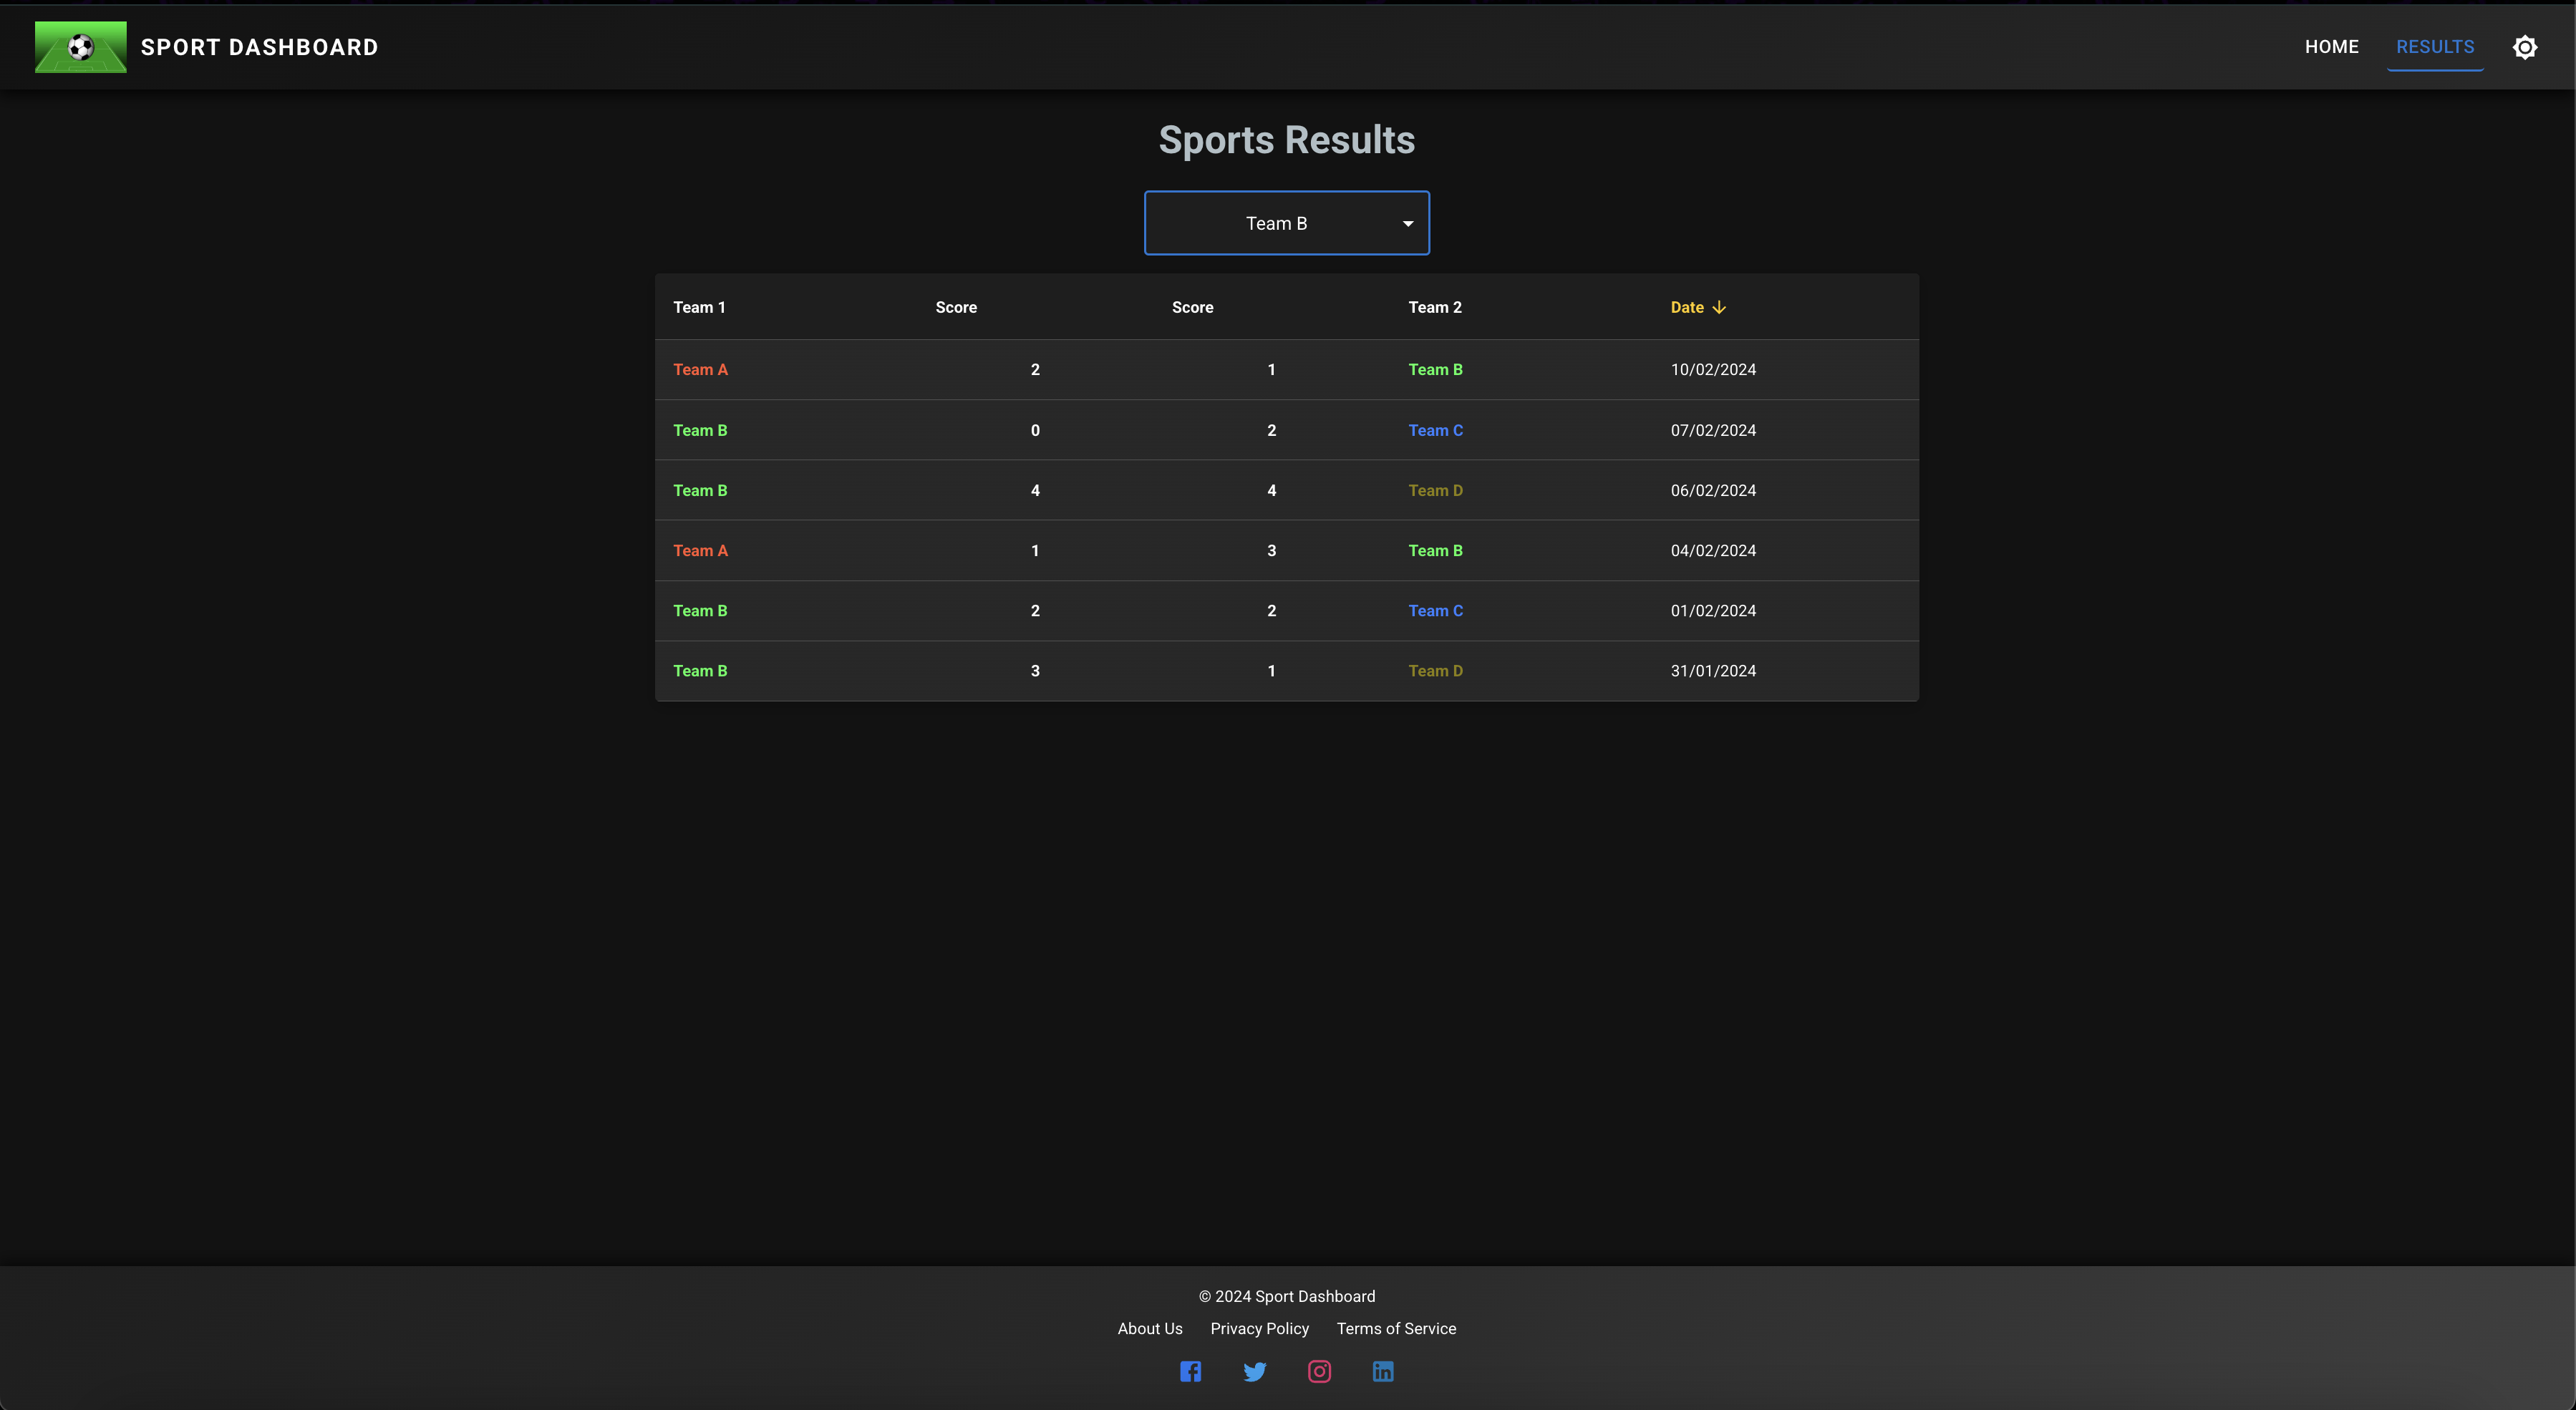 SPORT DASHBOARD HOME RESULTS
Sports Results
Team B
Team 1 Score Score Team 2 Date
Team A 2 1 Team B 10/02/2024
Team B 0 2 Team C 07/02/2024
Team B 4 4 Team D 06/02/2024
Team A 1 3 Team B 04/02/2024
Team B 2 2 Team C 01/02/2024
Team B 3 1 Team D 31/01/2024
© 2024 Sport Dashboard
About Us Privacy Policy Terms of Service